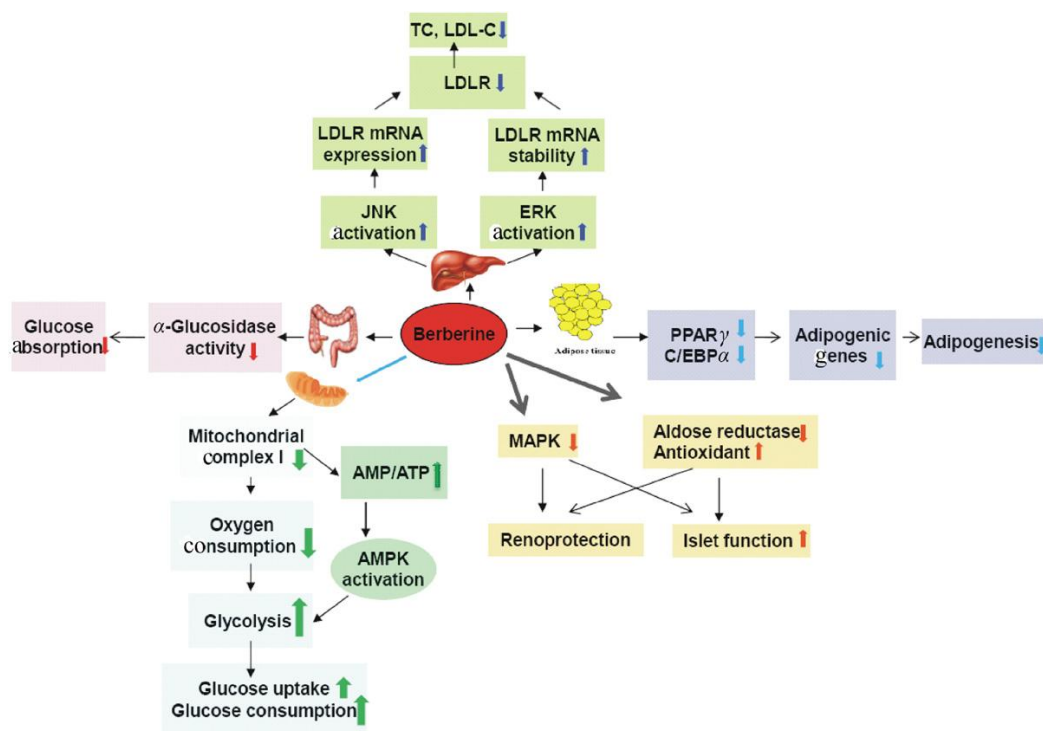 TC, LDL-C↓
LDLR↓
LDLR mRNA
expression↑
LDLR mRNA
stability↑
JNK
activation↑
ERK
activation↑
Glucose
absorption↓
α-Glucosidase
activity↓
Berberine
Adipose tissue
PPARγ↓
C/EBPα↓
Adipogenic
genes↓
Adipogenesis↓
Mitochondrial
complex I↓
AMP/ATP↑
Oxygen
consumption↓
AMPK
activation
Glycolysis↑
Glucose uptake↑
Glucose consumption↑
MAPK↓
Aldose reductase↓
Antioxidant↑
Renoprotection
Islet function↑